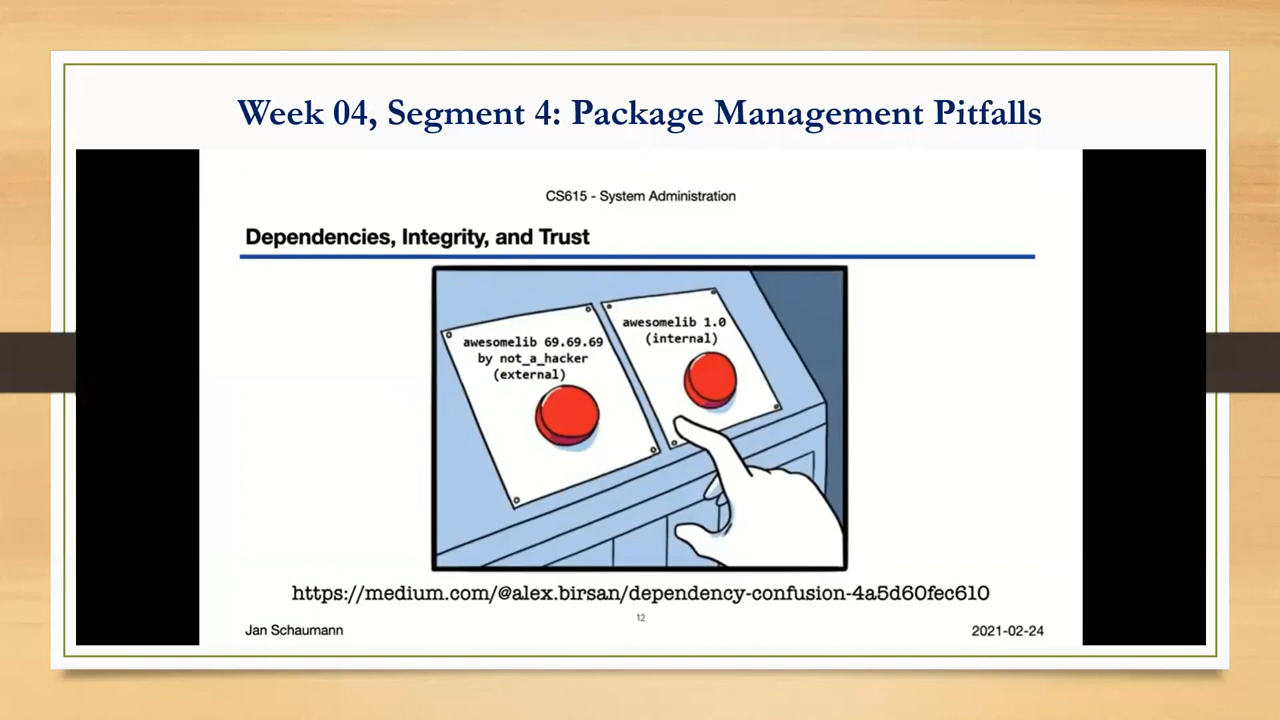 Week 04, Segment 4: Package Management Pitfalls
CS615 - System Administration
Dependencies, Integrity, and Trust
awesomelib 69.69.69
by not_a_hacker
(external)
awesomelib 1.0
(internal)
https://medium.com/@alex.birsan/dependency-confusion-4a5d60fec610
12
Jan Schaumann
2021-02-24